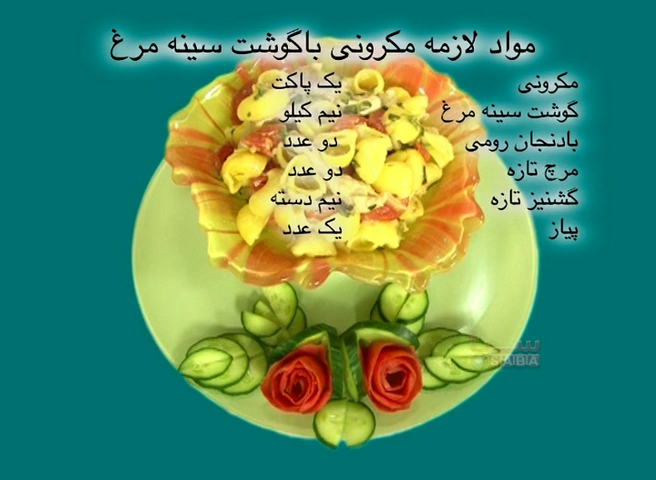 مواد لازمه مکرونی باگوشت سینه مرغ
مکرونی یک پاکت
گوشت سینه مرغ نیم کیلو
بادنجان رومی دو عدد
مرچ تازه دو عدد
گشنیز تازه نیم دسته
پیاز یک عدد
SABA